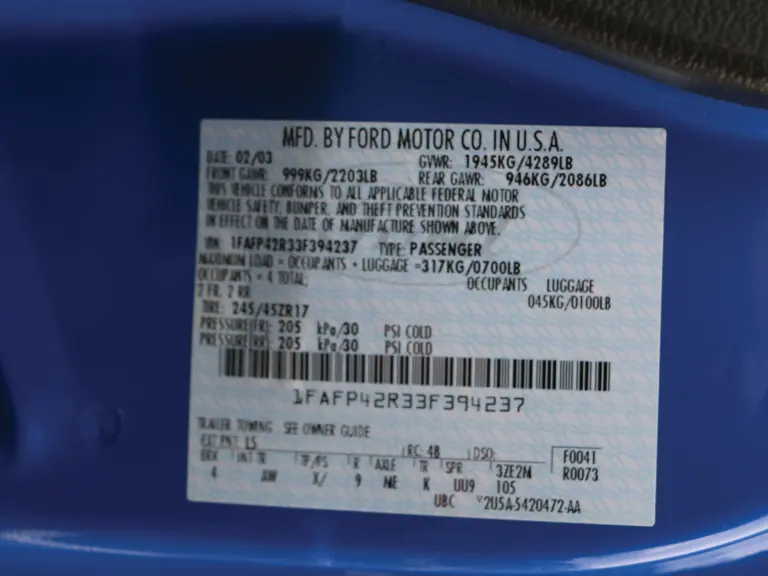 MFD. BY FORD MOTOR CO. IN U.S.A.
DATE: 02/03 GVWR: 1945KG/4289LB
FRONT GAWR: 999KG/2203LB REAR GAWR: 946KG/2086LB
THIS VEHICLE CONFORMS TO ALL APPLICABLE FEDERAL MOTOR
VEHICLE SAFETY, BUMPER, AND THEFT PREVENTION STANDARDS
IN EFFECT ON THE DATE OF MANUFACTURE SHOWN ABOVE.
VIN: 1FAFP42R33F394237 TYPE: PASSENGER
MAXIMUM LOAD = OCCUPANTS + LUGGAGE =317KG/0700LB
OCCUPANTS = 4 TOTAL; OCCUPANTS LUGGAGE
2 FR, 2 RR 045KG/0100LB
TIRE: 245/45ZR17
PRESSURE(FR): 205 kPa/30 PSI COLD
PRESSURE(RR): 205 kPa/30 PSI COLD
1FAFP42R33F394237
TRAILER TOWING SEE OWNER GUIDE
EXT PNT: LS RC: 48 DSO: F0041
BRK INT TR TP/PS R AXLE TR SPR 3ZE2M R0073
4 AW X/ 9 ME K UU9 105
UBC V2U5A-5420472-AA